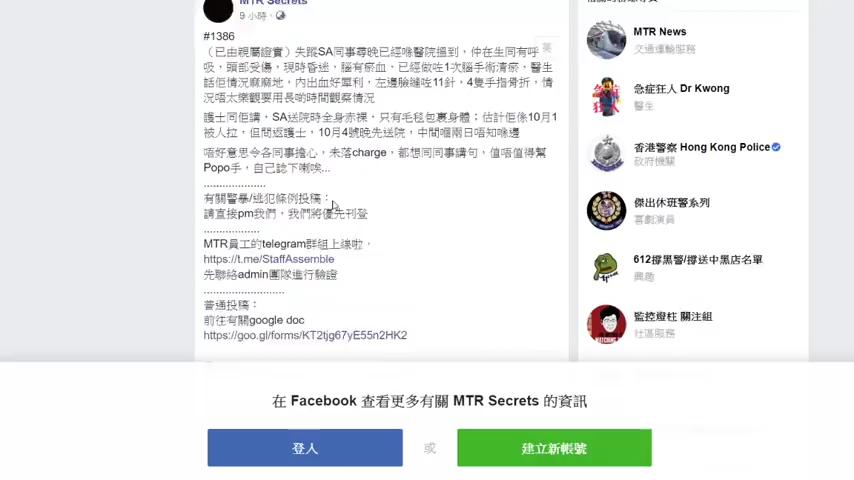 MTR Secrets
9 小時 ·
#1386
（已由親屬證實）失蹤SA同事尋晚已經喺醫院搵到，仲在生同有呼
吸，頭部受傷，現時昏迷，腦有瘀血，已經做咗1次腦手術清瘀，醫生
話佢情況麻麻地，內出血好犀利，左邊臉縫咗11針，4隻手指骨折，情
況唔太樂觀要用長啲時間觀察情況
護士同佢講，SA送院時全身赤裸，只有毛毯包裹身體；估計佢係10月1
被人拉，但問返護士，10月4號晚先送院，中間嗰兩日唔知喺邊
唔好意思令各同事擔心，未落charge，都想同同事講句，值唔值得幫
Popo手，自己諗下喇唉...
....................
有關警暴/逃犯條例投稿：
請直接pm我們，我們將優先刊登
..................
MTR員工的telegram群組上線啦，
https://t.me/StaffAssemble
先聯絡admin團隊進行驗證
..........................
普通投稿：
前往有關google doc
https://goo.gl/forms/KT2tjg67yE55n2HK2
MTR News
交通運輸服務
急症狂人 Dr Kwong
醫生
香港警察 Hong Kong Police
政府機關
傑出休班警系列
喜劇演員
612撐黑警/撐送中黑店名單
興趣
監控燈柱 關注組
社區服務
在 Facebook 查看更多有關 MTR Secrets 的資訊
登入
或
建立新帳號